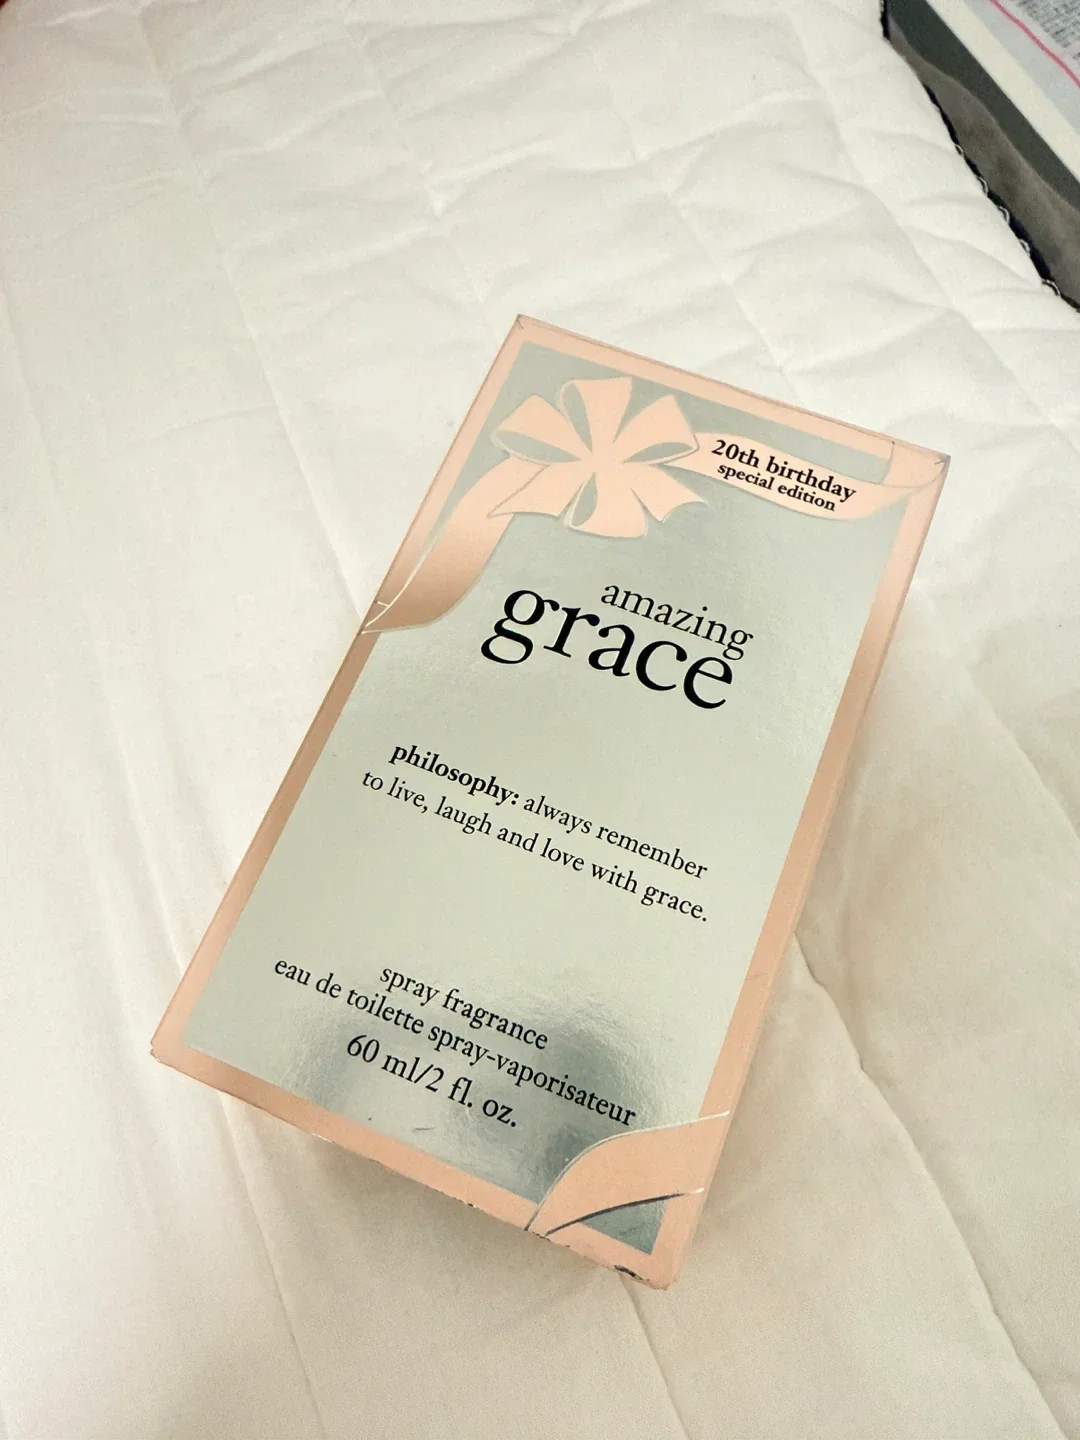 20th birthday
special edition
amazing
grace
philosophy: always remember
to live, laugh and love with grace.
spray fragrance
eau de toilette spray-vaporisateur
60 ml/2 fl. oz.